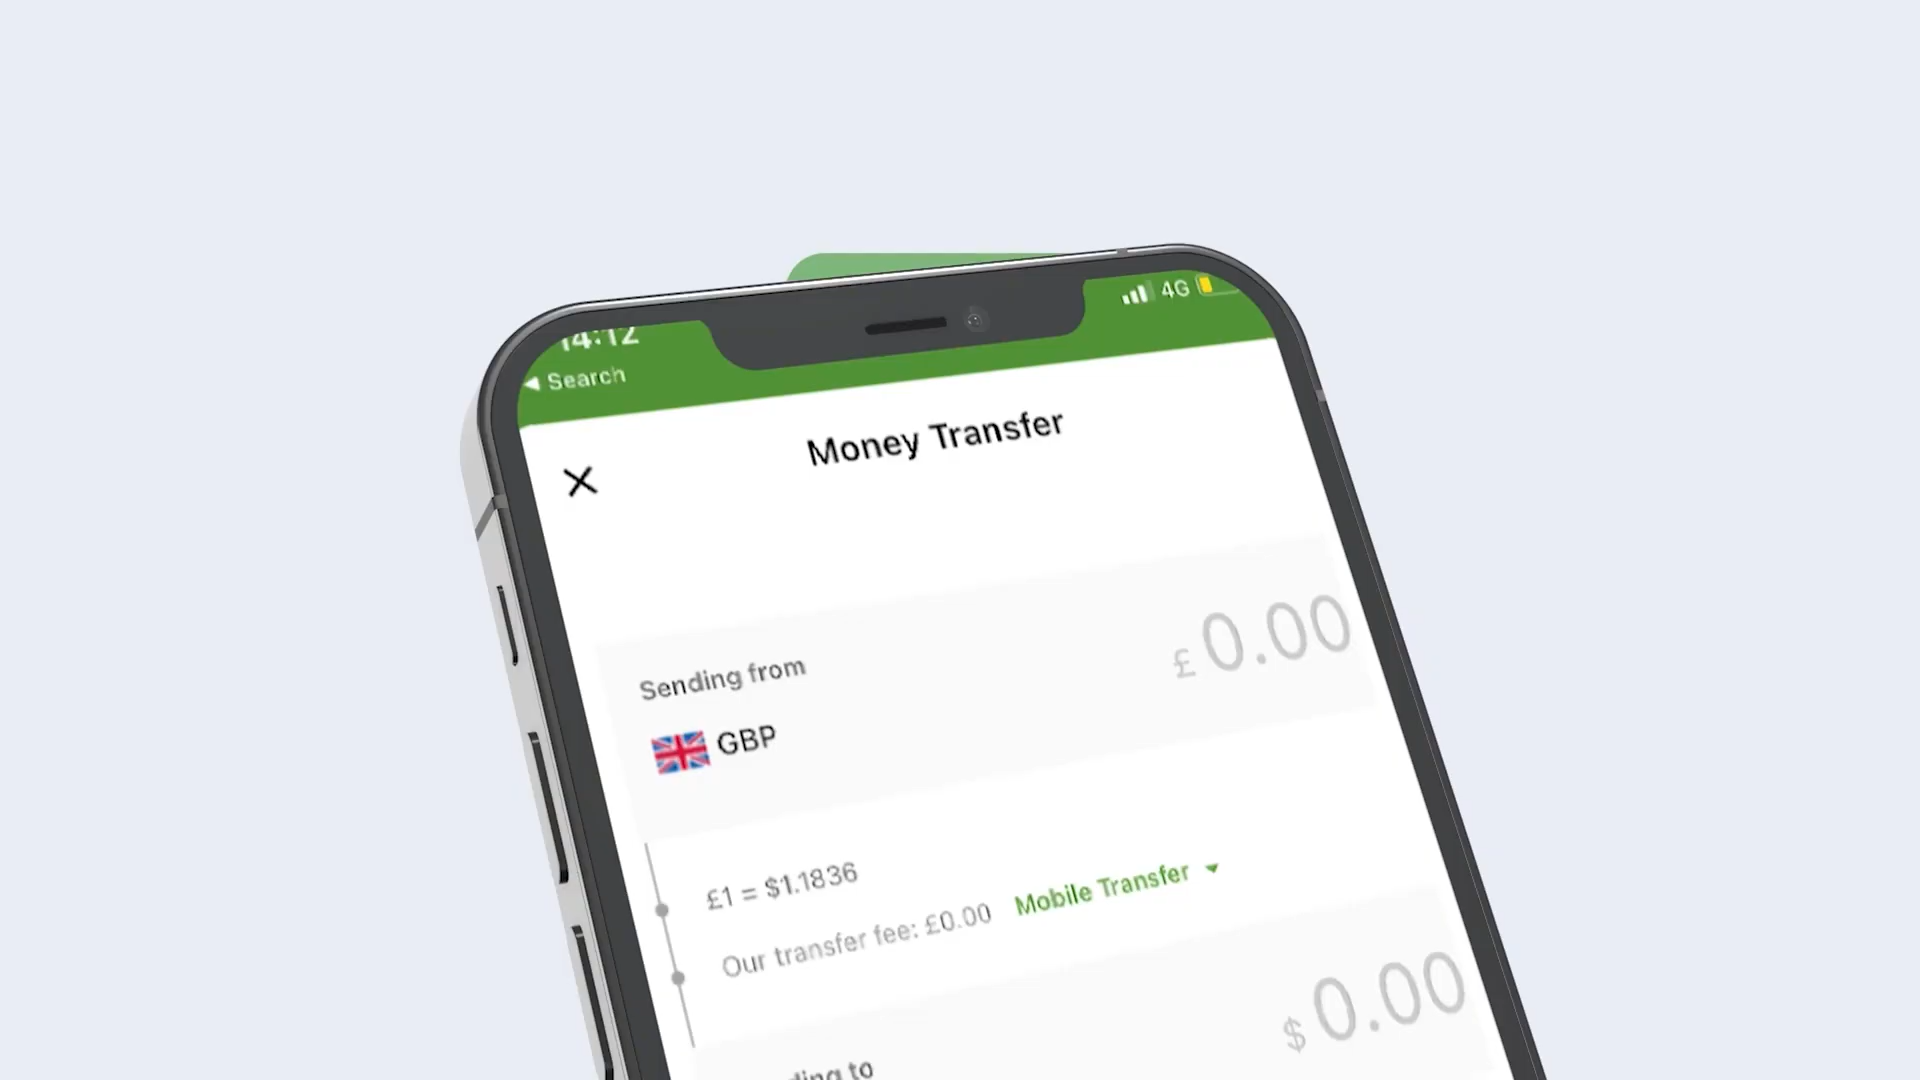 14:12
4G
◀ Search
Money Transfer
Sending from
£ 0.00
GBP
£1 = $1.1836
Our transfer fee: £0.00 Mobile Transfer
$ 0.00
to